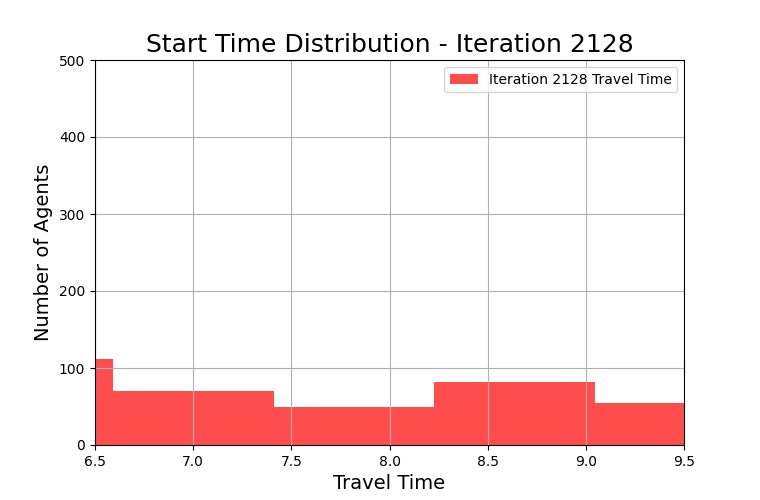 Start Time Distribution - Iteration 2128
Iteration 2128 Travel Time
Number of Agents
500
400
300
200
100
0
6.5 7.0 7.5 8.0 8.5 9.0 9.5
Travel Time